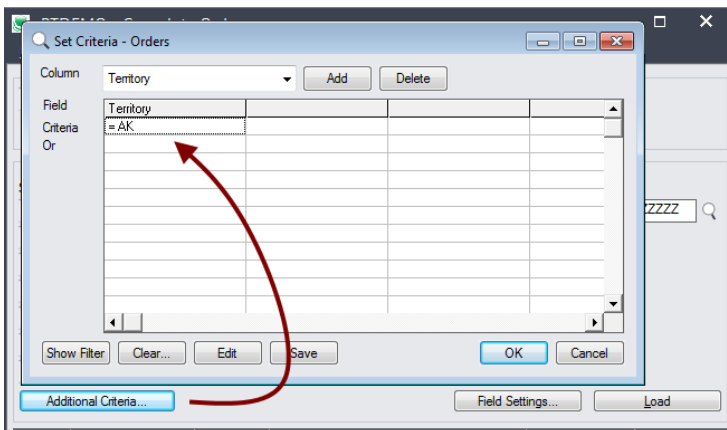 Set Criteria - Orders
Column Territory Add Delete
Field Territory
Criteria = AK
Or
ZZZZ
Show Filter Clear... Edit Save OK Cancel
Additional Criteria... Field Settings... Load